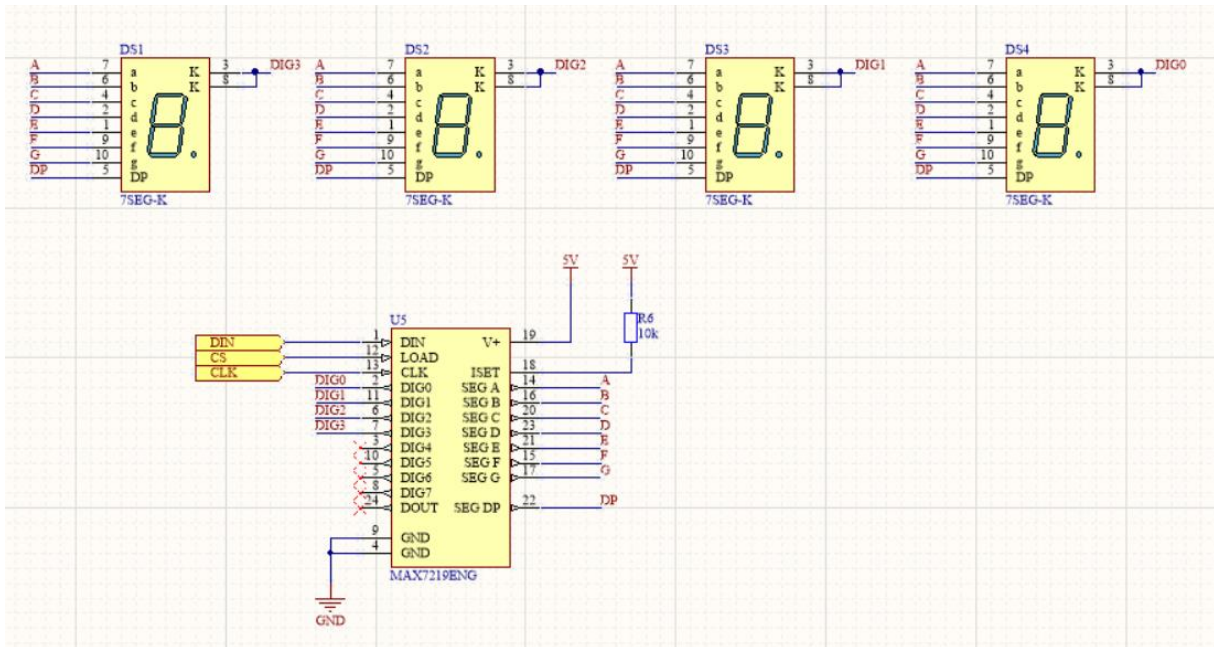 DS1
A 7 a K 3 DIG3
B 6 b K 8
C 4 c
D 2 d
E 1 e
F 9 f
G 10 g
DP 5 DP
7SEG-K
DS2
A 7 a K 3 DIG2
B 6 b K 8
C 4 c
D 2 d
E 1 e
F 9 f
G 10 g
DP 5 DP
7SEG-K
DS3
A 7 a K 3 DIG1
B 6 b K 8
C 4 c
D 2 d
E 1 e
F 9 f
G 10 g
DP 5 DP
7SEG-K
DS4
A 7 a K 3 DIG0
B 6 b K 8
C 4 c
D 2 d
E 1 e
F 9 f
G 10 g
DP 5 DP
7SEG-K
5V 5V
R6
10k
U5
DIN 1 DIN V+ 19
CS 12 LOAD
CLK 13 CLK ISET 18
DIG0 2 DIG0 SEG A 14 A
DIG1 11 DIG1 SEG B 16 B
DIG2 6 DIG2 SEG C 20 C
DIG3 7 DIG3 SEG D 23 D
3 DIG4 SEG E 21 E
10 DIG5 SEG F 15 F
5 DIG6 SEG G 17 G
8 DIG7
24 DOUT SEG DP 22 DP
9 GND
4 GND
MAX7219ENG
GND